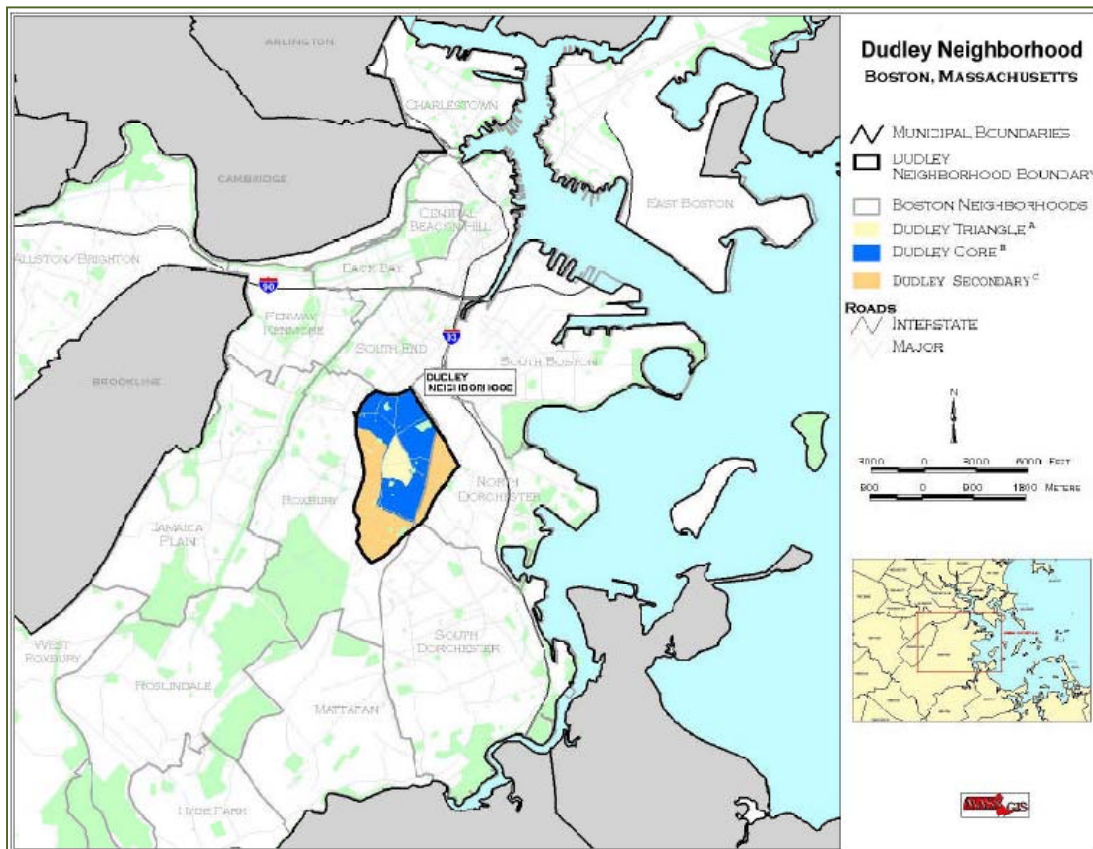 Dudley Neighborhood
BOSTON, MASSACHUSETTS
MUNICIPAL BOUNDARIES
DUDLEY
NEIGHBORHOOD BOUNDARY
BOSTON NEIGHBORHOODS
DUDLEY TRIANGLE A
DUDLEY CORE B
DUDLEY SECONDARY C
ROADS
INTERSTATE
MAJOR
N
3000 0 3000 6000 FEET
900 0 900 1800 METERS
ARLINGTON
CHARLESTOWN
CAMBRIDGE
CENTRAL
BEACON HILL
EAST BOSTON
ALLSTON/BRIGHTON
BACK BAY
90
FENWAY
KENMORE
93
SOUTH END
SOUTH BOSTON
BROOKLINE
DUDLEY
NEIGHBORHOOD
ROXBURY
NORTH
DORCHESTER
JAMAICA
PLAIN
WEST
ROXBURY
SOUTH
DORCHESTER
ROSLINDALE
MATTAPAN
HYDE PARK
GIS